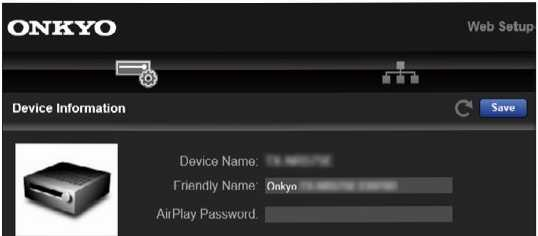 ONKYO
Web Setup
Device Information
Save
Device Name:
Friendly Name: Onkyo
AirPlay Password: